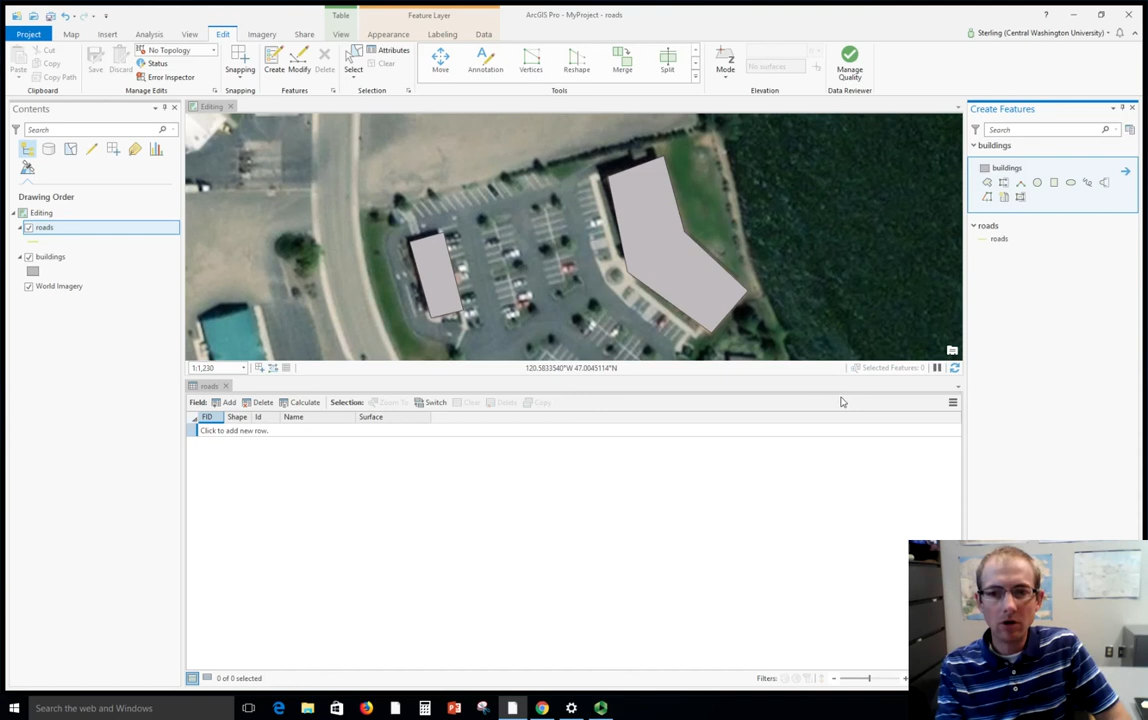 Table
Feature Layer
ArcGIS Pro - MyProject - roads
?
Project
Map
Insert
Analysis
View
Edit
Imagery
Share
View
Appearance
Labeling
Data
Sterling (Central Washington University)
Paste
Cut
Copy
Copy Path
Clipboard
Save
Discard
No Topology
Status
Error Inspector
Manage Edits
Snapping
Snapping
Create
Modify
Delete
Features
Select
Attributes
Clear
Selection
Move
Annotation
Vertices
Reshape
Merge
Split
Tools
Mode
No surfaces
Elevation
Manage
Quality
Data Reviewer
Contents
Search
Drawing Order
Editing
roads
buildings
World Imagery
Editing
1:1,230
120.5833540°W 47.0045114°N
Selected Features: 0
roads
Field: Add Delete Calculate Selection: Zoom To Switch Clear Delete Copy
FID Shape Id Name Surface
Click to add new row.
0 of 0 selected
Filters:
Create Features
Search
buildings
buildings
roads
roads
Search the web and Windows